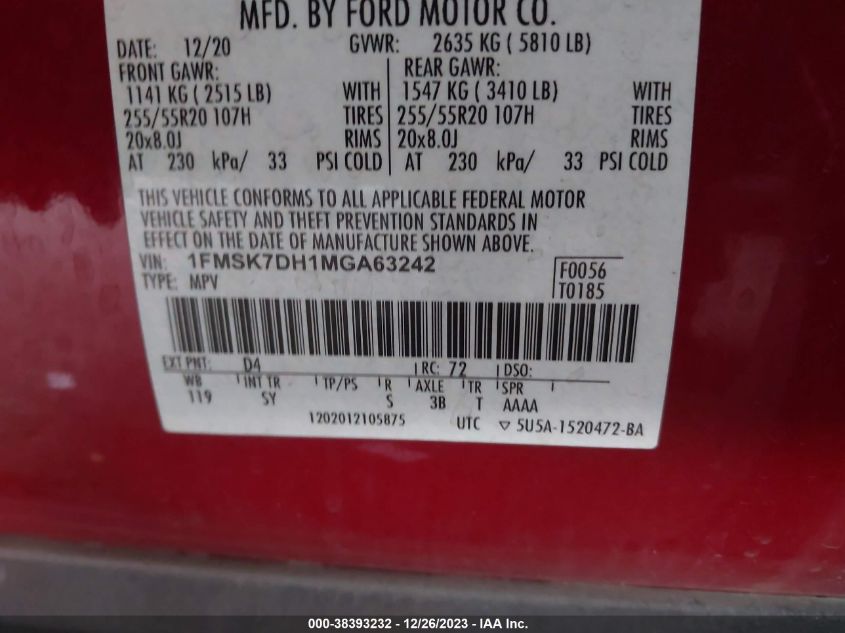 MFD. BY FORD MOTOR CO.
DATE: 12/20 GVWR: 2635 KG ( 5810 LB)
FRONT GAWR: REAR GAWR:
1141 KG ( 2515 LB) WITH 1547 KG ( 3410 LB) WITH
255/55R20 107H TIRES 255/55R20 107H TIRES
20x8.0J RIMS 20x8.0J RIMS
AT 230 kPa/ 33 PSI COLD AT 230 kPa/ 33 PSI COLD
THIS VEHICLE CONFORMS TO ALL APPLICABLE FEDERAL MOTOR
VEHICLE SAFETY AND THEFT PREVENTION STANDARDS IN
EFFECT ON THE DATE OF MANUFACTURE SHOWN ABOVE.
VIN: 1FMSK7DH1MGA63242 F0056
TYPE: MPV T0185
EXT PNT: D4 RC: 72 DSO:
WB INT TR TP/PS R AXLE TR SPR
119 SY S 3B T AAAA
1202012105875 UTC ▽ 5U5A-1520472-BA
000-38393232 - 12/26/2023 - IAA Inc.